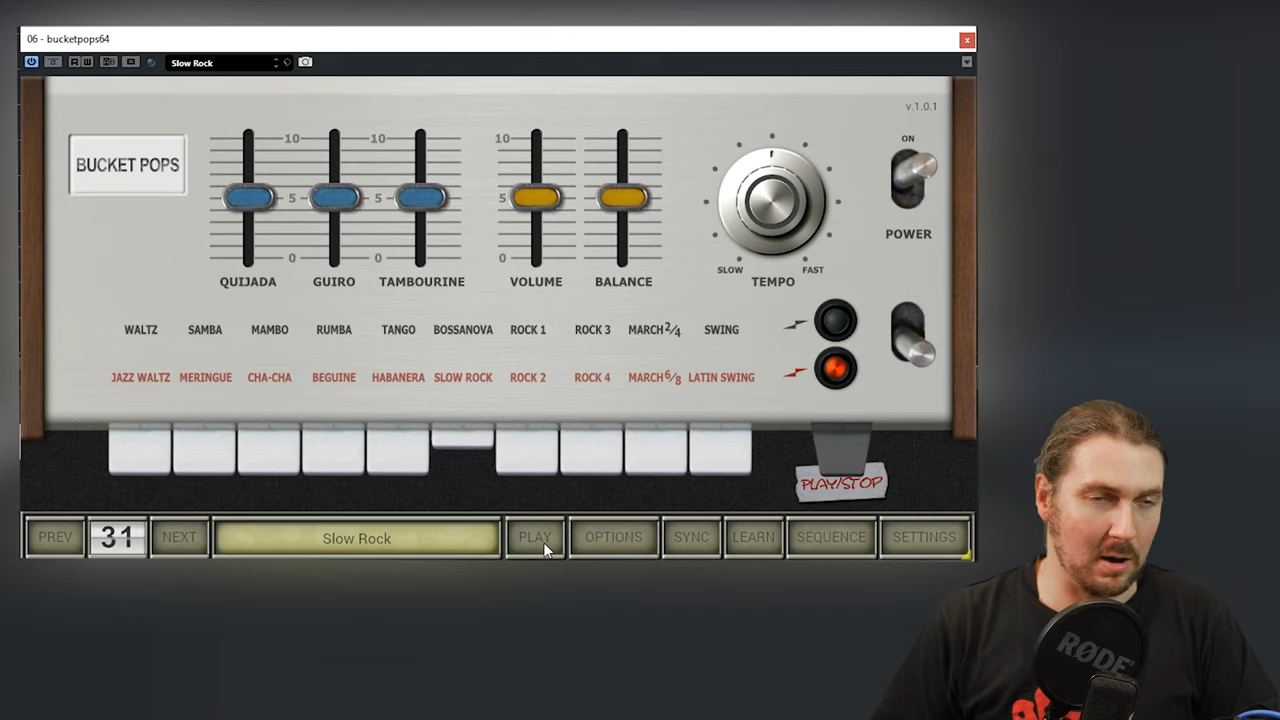 06 - bucketpops64
R W Slow Rock
v.1.0.1
BUCKET POPS
10 10 10 ON
5 5 5
0 0 0 POWER
SLOW FAST
QUIJADA GUIRO TAMBOURINE VOLUME BALANCE TEMPO
WALTZ SAMBA MAMBO RUMBA TANGO BOSSANOVA ROCK 1 ROCK 3 MARCH 2/4 SWING
JAZZ WALTZ MERINGUE CHA-CHA BEGUINE HABANERA SLOW ROCK ROCK 2 ROCK 4 MARCH 6/8 LATIN SWING
PLAY/STOP
PREV 31 NEXT Slow Rock PLAY OPTIONS SYNC LEARN SEQUENCE SETTINGS
RØDE